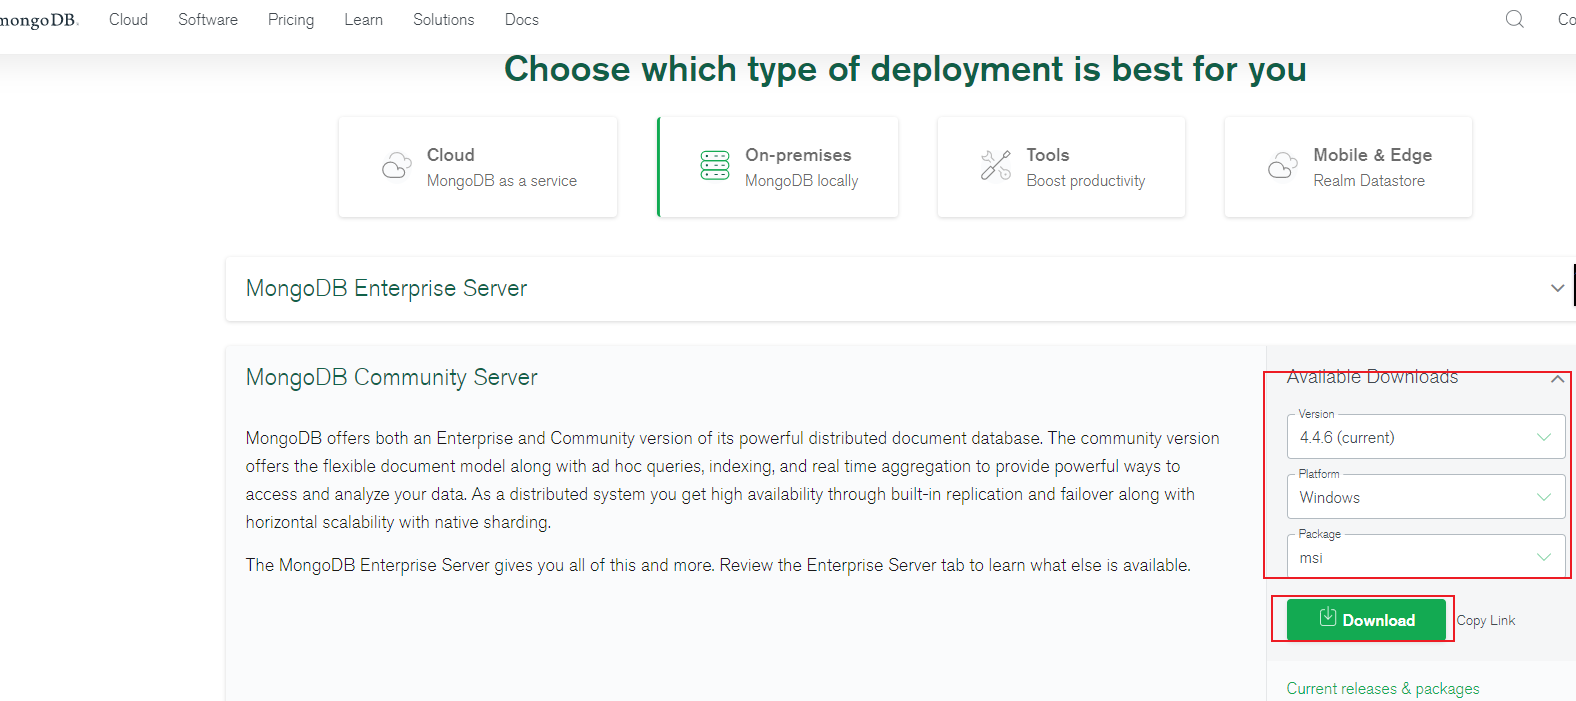 mongoDB. Cloud Software Pricing Learn Solutions Docs Co
Choose which type of deployment is best for you
Cloud
MongoDB as a service
On-premises
MongoDB locally
Tools
Boost productivity
Mobile & Edge
Realm Datastore
MongoDB Enterprise Server
MongoDB Community Server
MongoDB offers both an Enterprise and Community version of its powerful distributed document database. The community version
offers the flexible document model along with ad hoc queries, indexing, and real time aggregation to provide powerful ways to
access and analyze your data. As a distributed system you get high availability through built-in replication and failover along with
horizontal scalability with native sharding.
The MongoDB Enterprise Server gives you all of this and more. Review the Enterprise Server tab to learn what else is available.
Available Downloads
Version
4.4.6 (current)
Platform
Windows
Package
msi
Download Copy Link
Current releases & packages